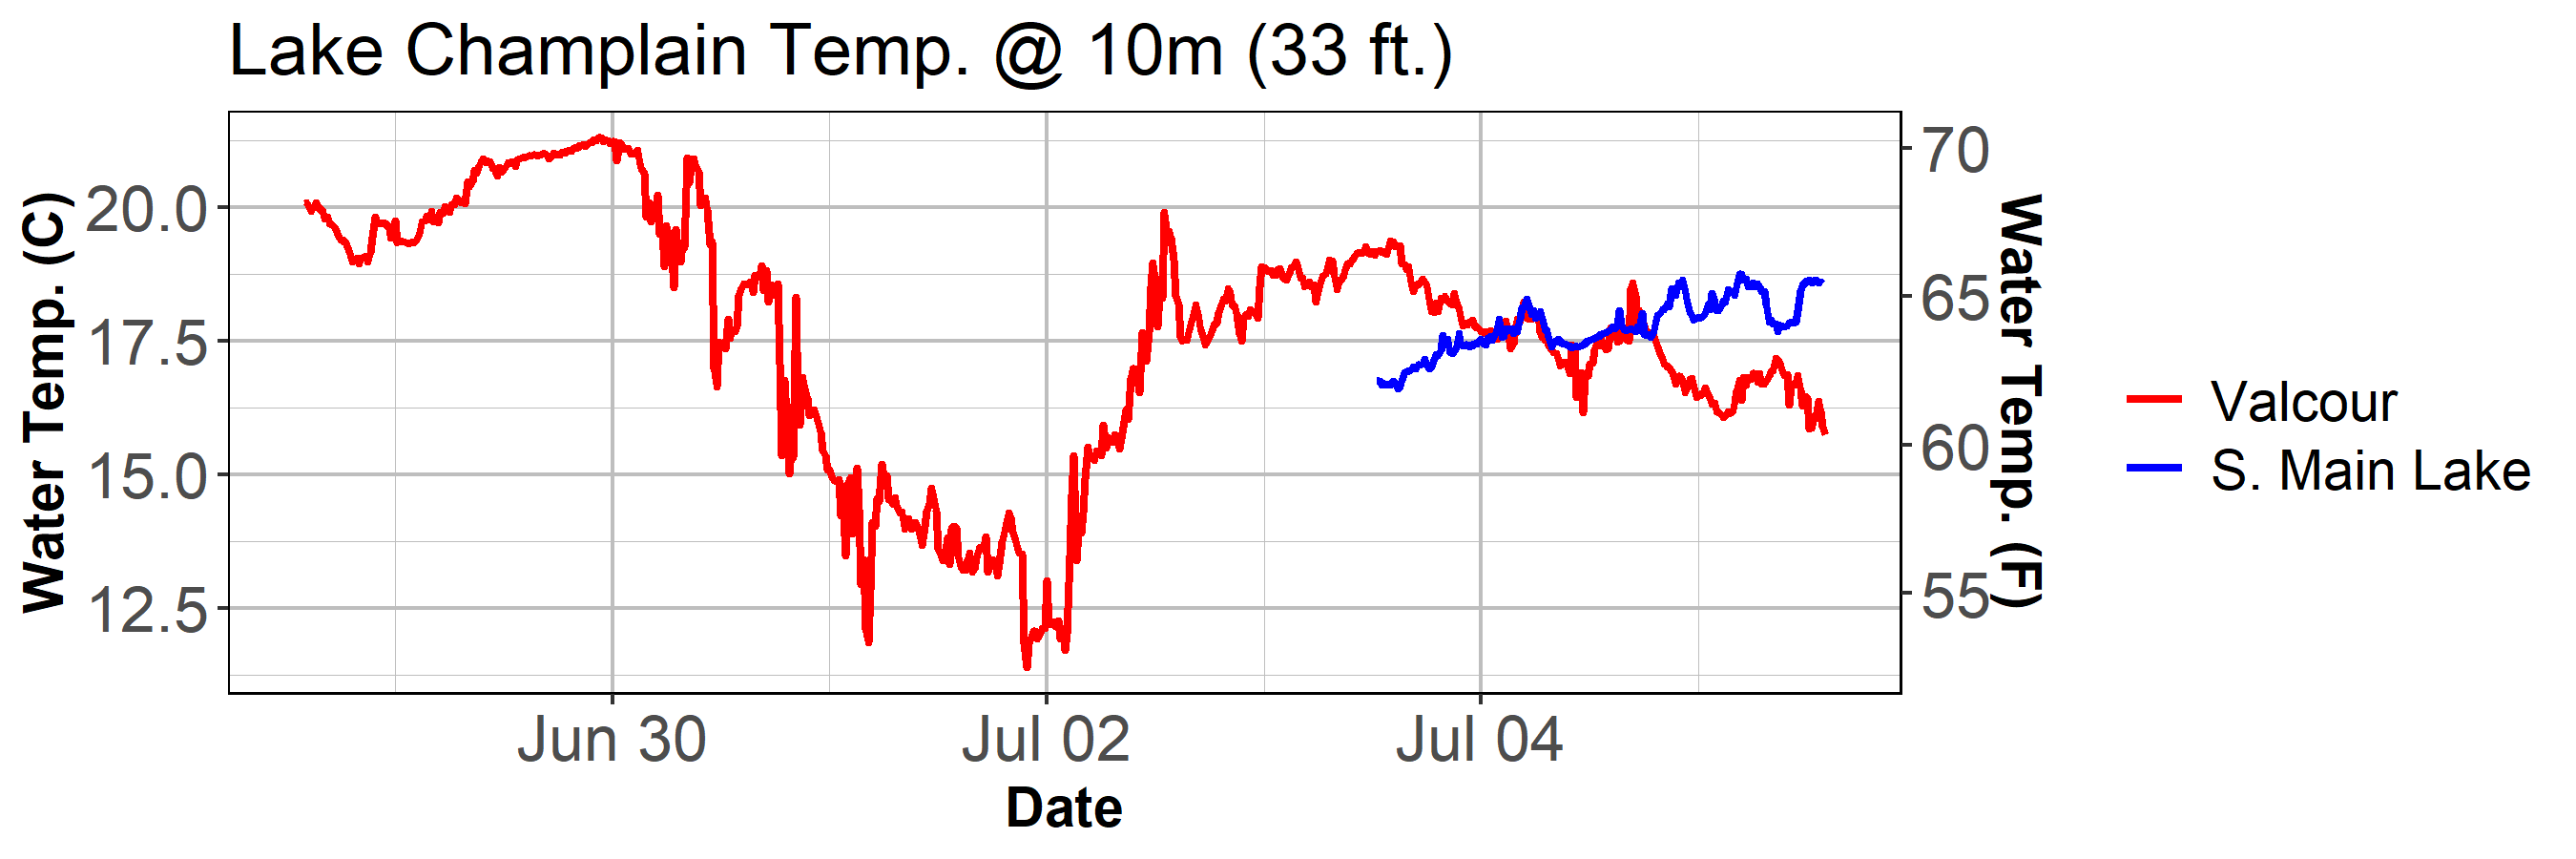 Lake Champlain Temp. @ 10m (33 ft.)
Water Temp. (C)
20.0
17.5
15.0
12.5
70
65
60
55
Water Temp. (F)
Jun 30
Jul 02
Jul 04
Date
Valcour
S. Main Lake